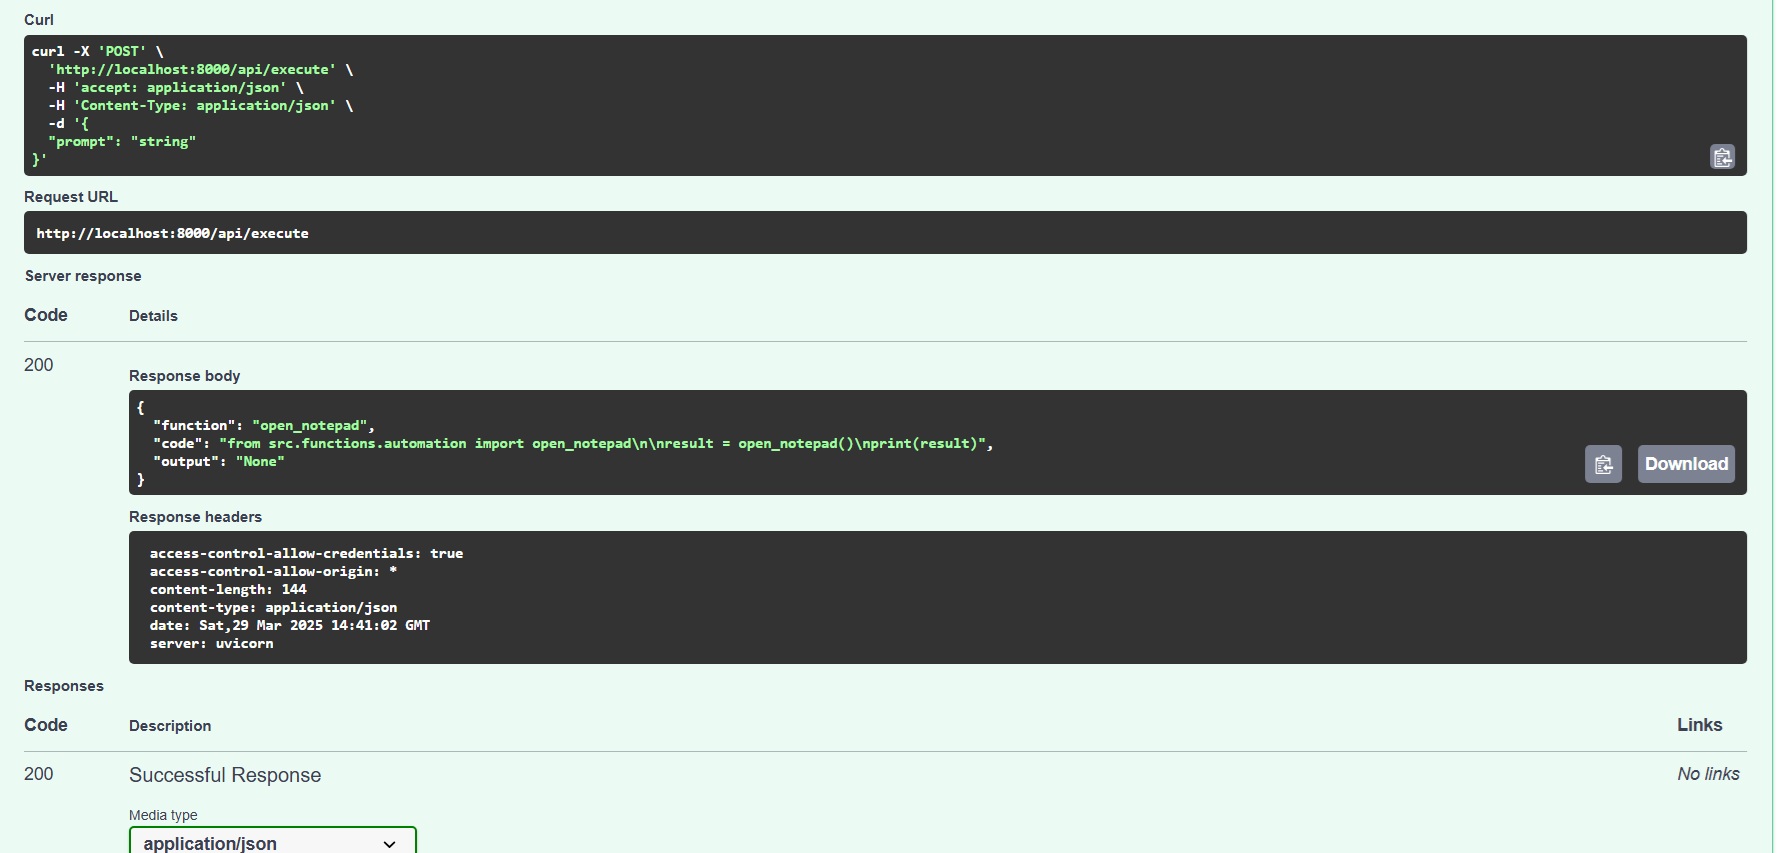 Curl
curl -X 'POST' \
'http://localhost:8000/api/execute' \
-H 'accept: application/json' \
-H 'Content-Type: application/json' \
-d '{
"prompt": "string"
}'
Request URL
http://localhost:8000/api/execute
Server response
Code Details
200
Response body
{
"function": "open_notepad",
"code": "from src.functions.automation import open_notepad\n\nresult = open_notepad()\nprint(result)",
"output": "None"
}
Download
Response headers
access-control-allow-credentials: true
access-control-allow-origin: *
content-length: 144
content-type: application/json
date: Sat,29 Mar 2025 14:41:02 GMT
server: uvicorn
Responses
Code Description Links
200 Successful Response No links
Media type
application/json